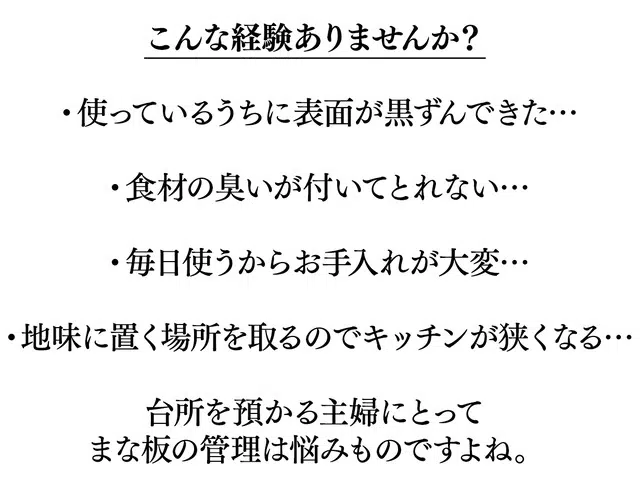 こんな経験ありませんか？
・使っているうちに表面が黒ずんできた…
・食材の臭いが付いてとれない…
・毎日使うからお手入れが大変…
・地味に置く場所を取るのでキッチンが狭くなる…
台所を預かる主婦にとって
まな板の管理は悩みものですよね。